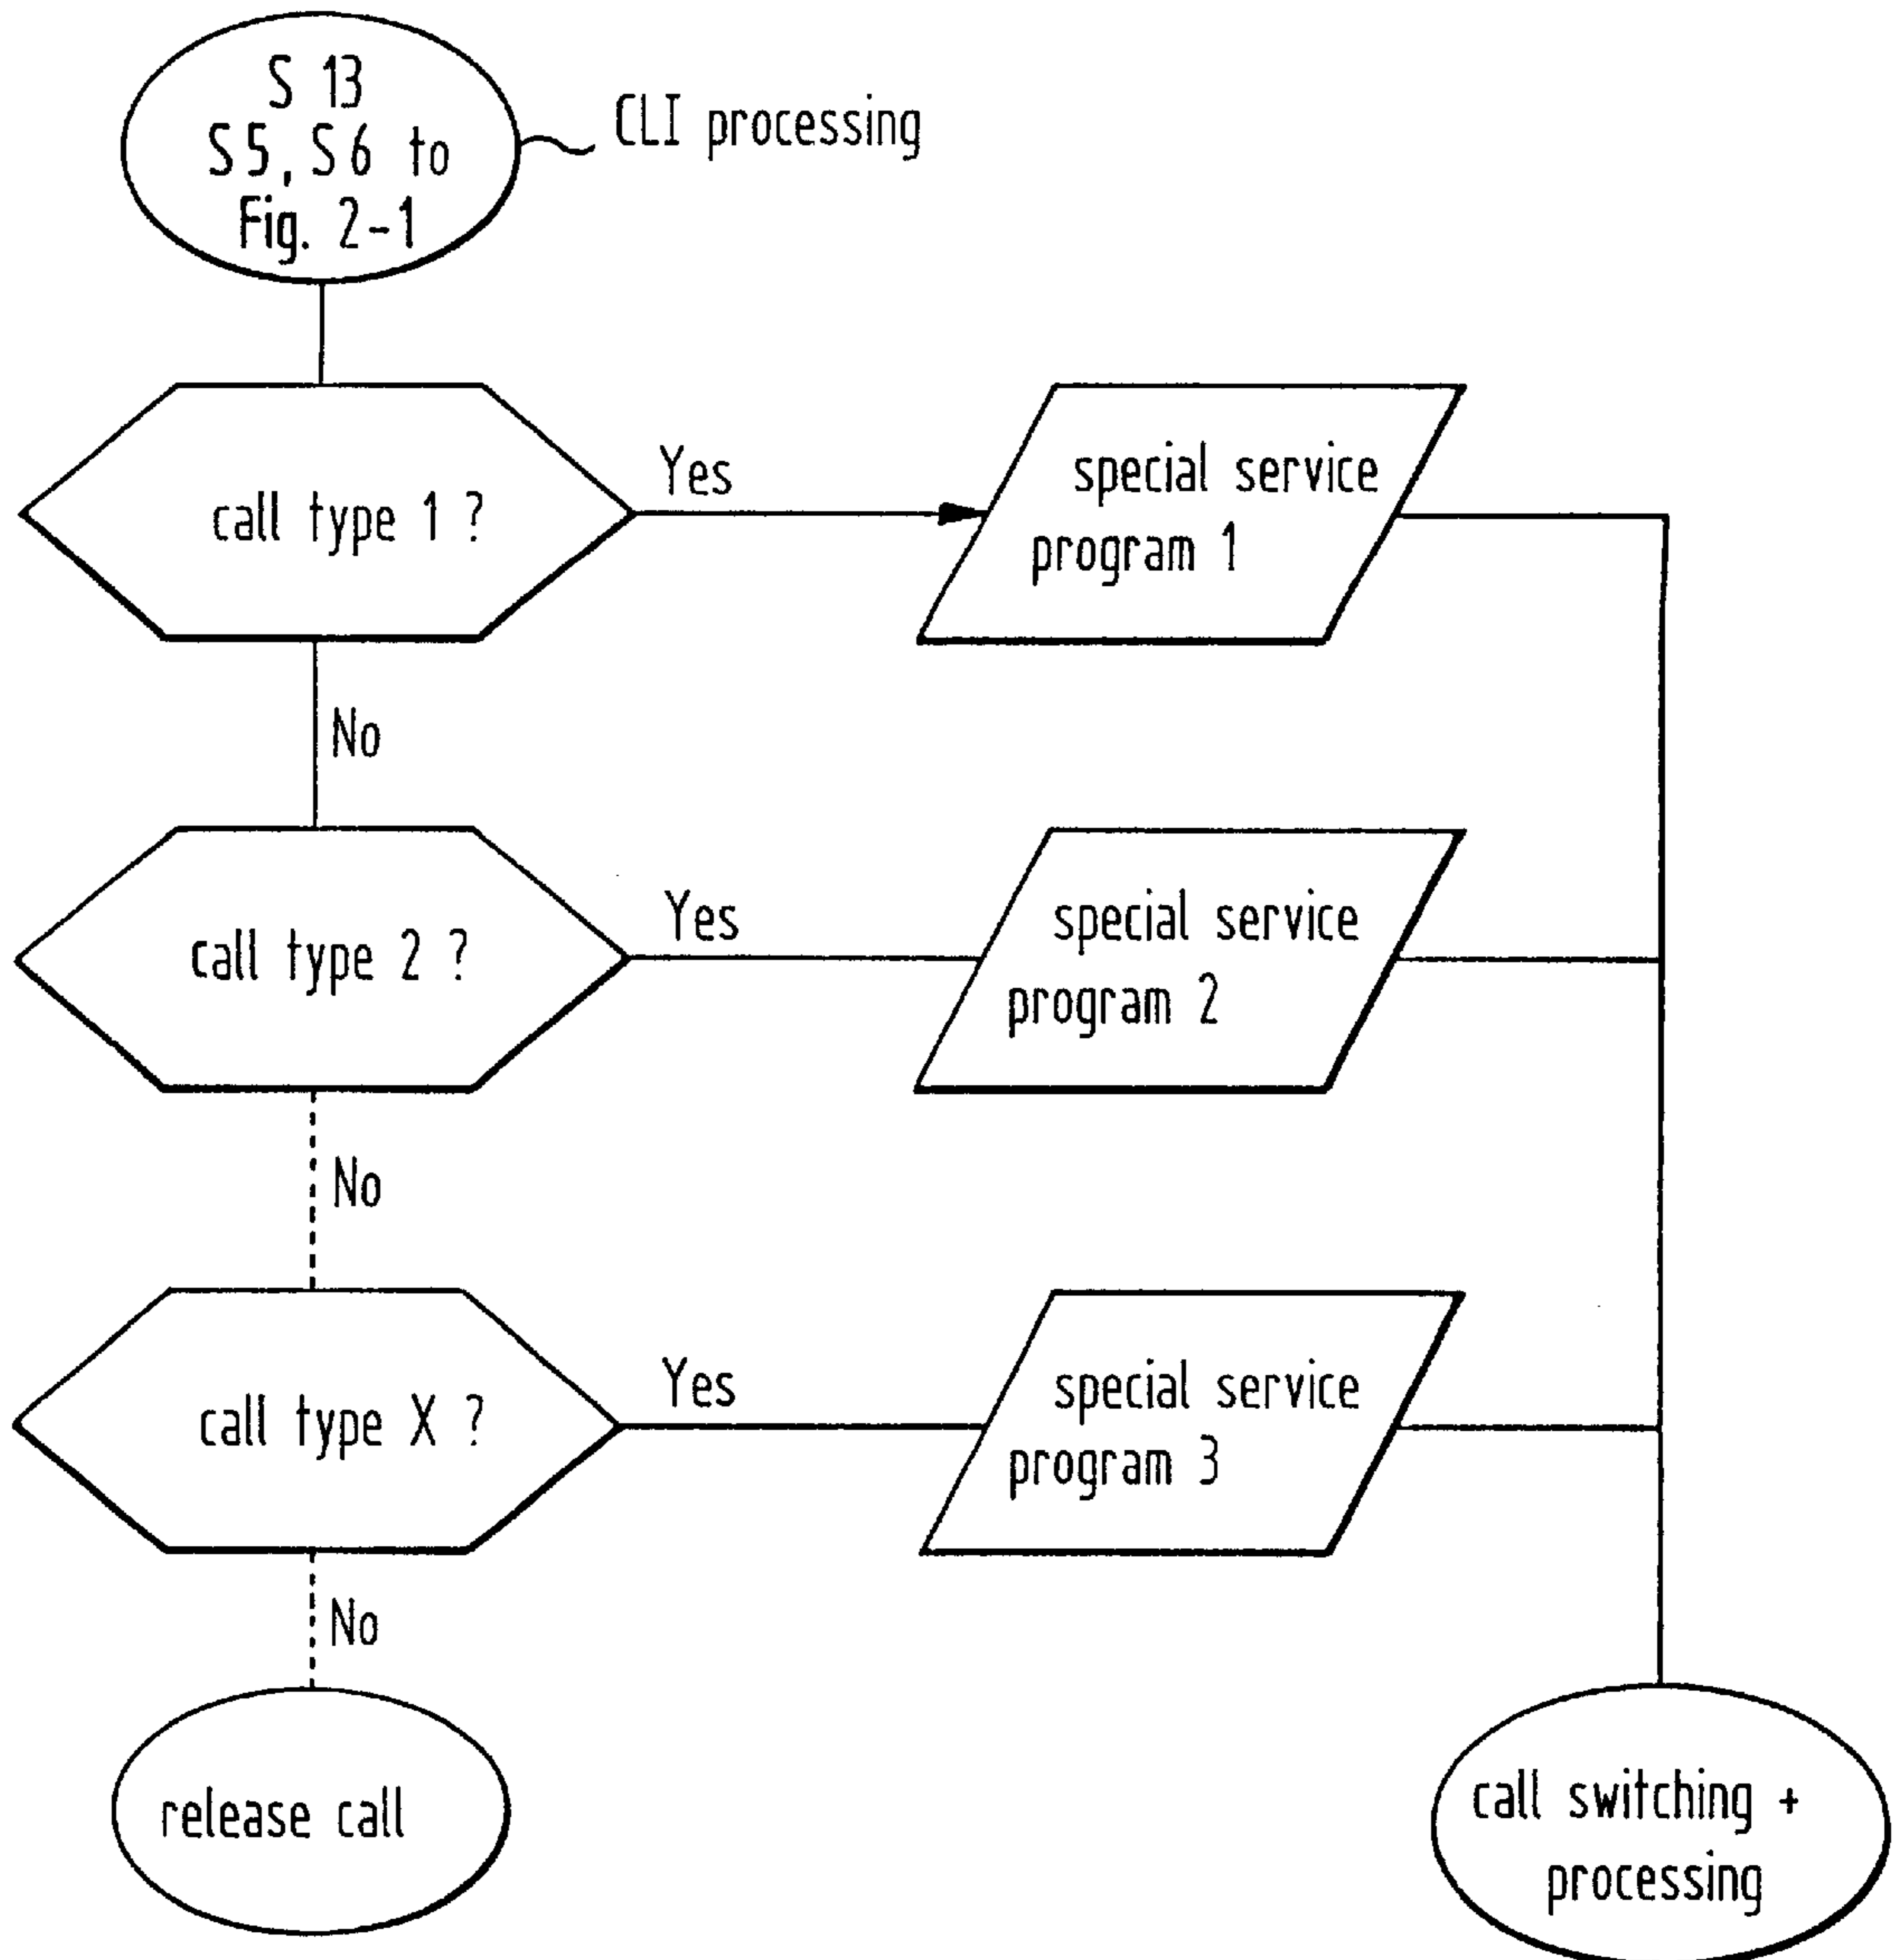 S 13
S5, S6 to
Fig. 2-1
CLI processing
call type 1 ?
Yes
special service
program 1
No
call type 2 ?
Yes
special service
program 2
No
call type X ?
Yes
special service
program 3
No
release call
call switching +
processing